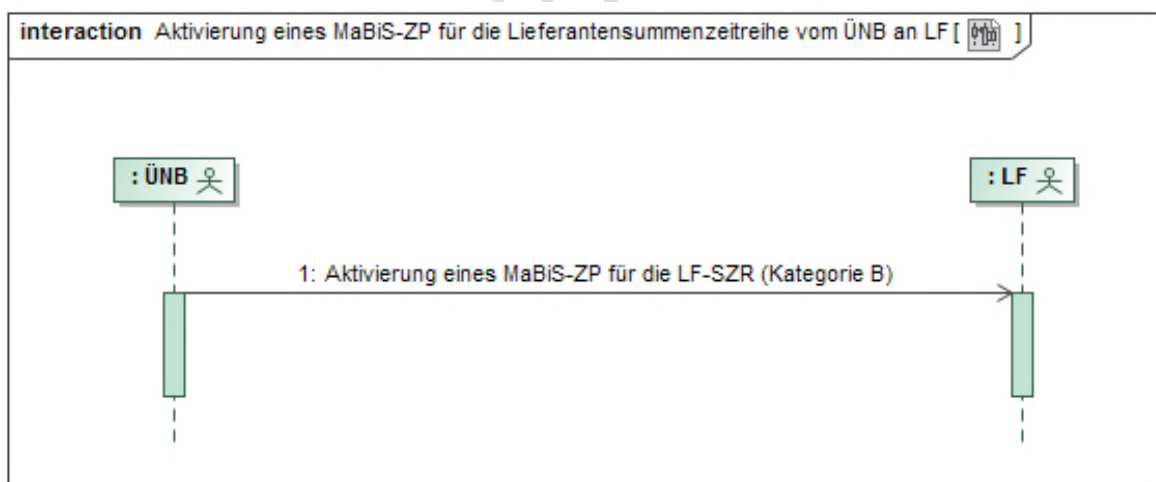 interaction Aktivierung eines MaBiS-ZP für die Lieferantensummenzeitreihe vom ÜNB an LF [ ]
: ÜNB
: LF
1: Aktivierung eines MaBiS-ZP für die LF-SZR (Kategorie B)